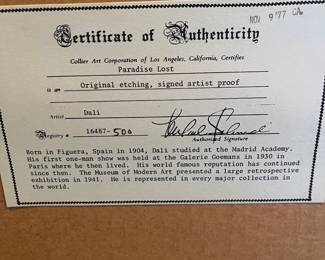 NOV 9 '77
Certificate of Authenticity
Collier Art Corporation of Los Angeles, California, Certifies
Paradise Lost
is an Original etching, signed artist proof
Artist Dali
Registry # 16487-500
Authorized Signature
Born in Figuera, Spain in 1904, Dali studied at the Madrid Academy.
His first one-man show was held at the Galerie Goemans in 1930 in
Paris where he then lived. His world famous reputation has continued
since then. The Museum of Modern Art presented a large retrospective
exhibition in 1941. He is represented in every major collection in
the world.